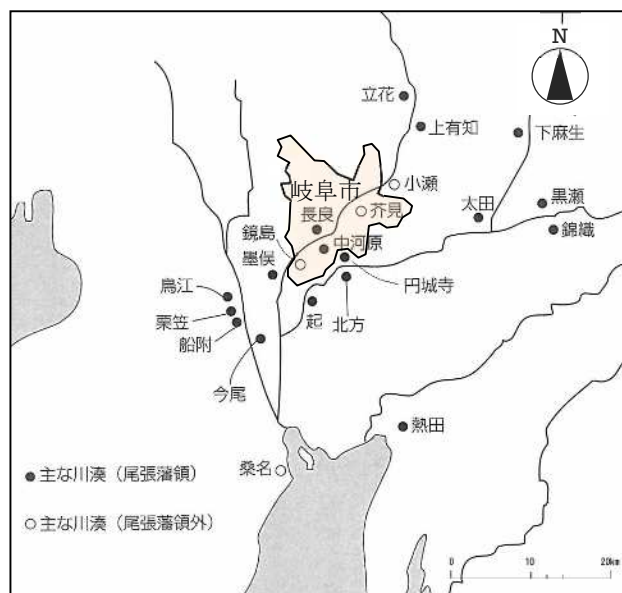 N
立花
上有知
下麻生
小瀬
岐阜市
芥見
黒瀬
太田
長良
鏡島
中河原
錦織
墨俣
円城寺
烏江
栗笠
起
北方
船附
今尾
熱田
桑名
主な川湊（尾張藩領）
主な川湊（尾張藩領外）
0 10 20km